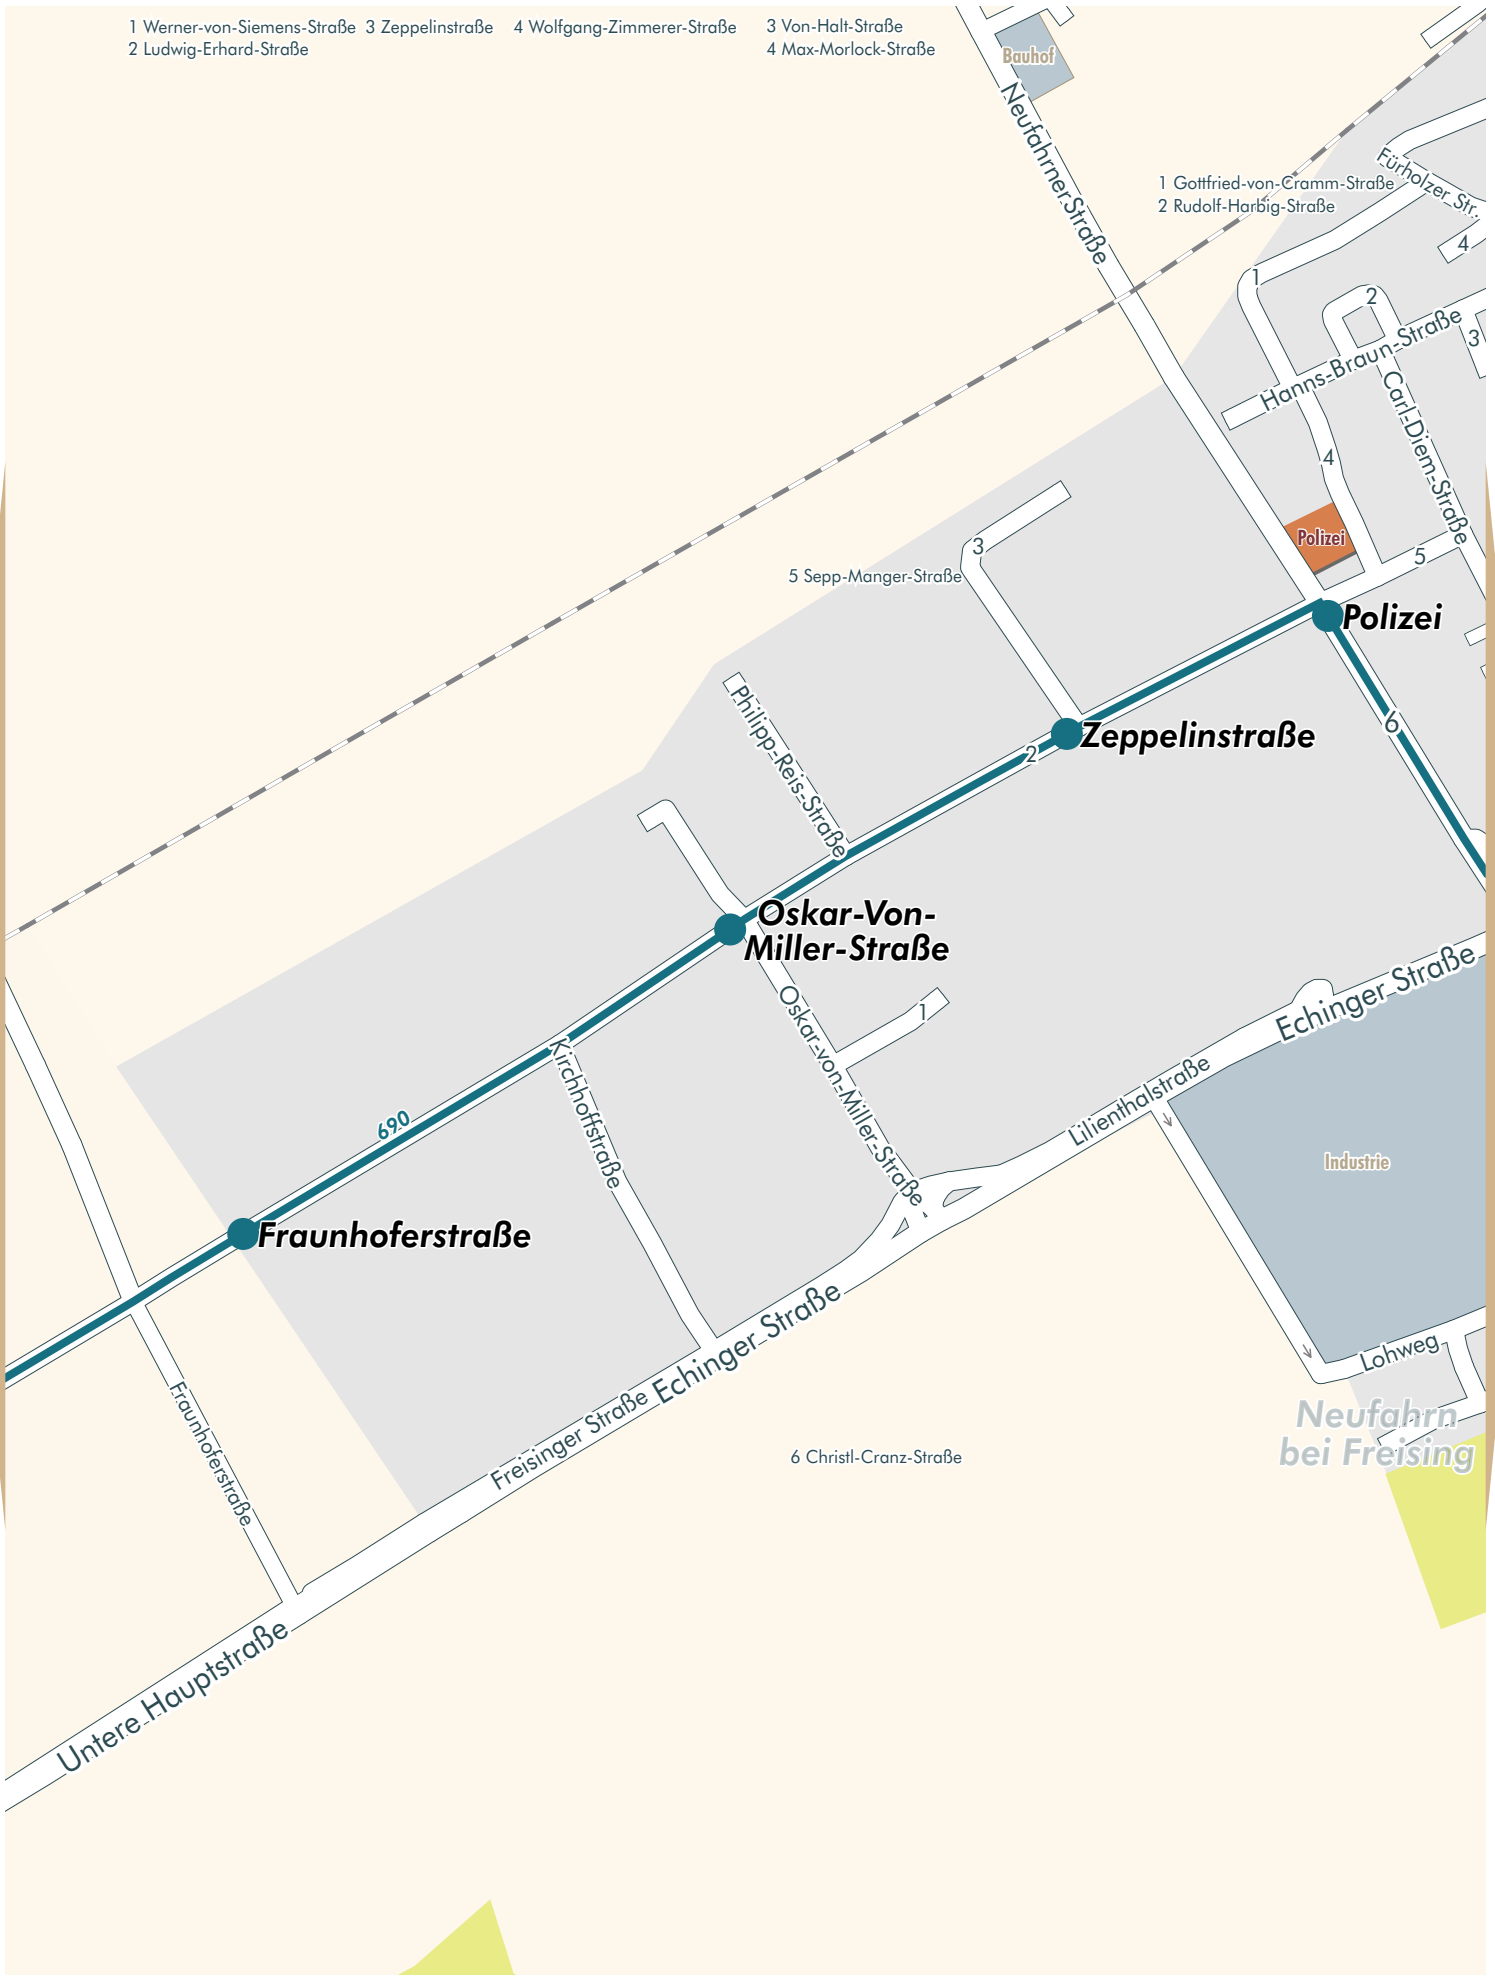 1 Werner-von-Siemens-Straße 3 Zeppelinstraße 4 Wolfgang-Zimmerer-Straße 3 Von-Halt-Straße
2 Ludwig-Erhard-Straße 4 Max-Morlock-Straße
Bauhof
Neufahrner Straße
Fürholzer Str.
1 Gottfried-von-Cramm-Straße
2 Rudolf-Harbig-Straße
4
1
2
3
Hanns-Braun-Straße
Carl-Diem-Straße
4
Polizei
5
3
5 Sepp-Manger-Straße
Polizei
6
Zeppelinstraße
2
Philipp-Reis-Straße
Oskar-Von-
Miller-Straße
Echinger Straße
Oskar-von-Miller-Straße
1
Kirchhoffstraße
Lilienthalstraße
690
Industrie
Fraunhoferstraße
Echinger Straße
Lohweg
Freisinger Straße
Fraunhoferstraße
Neufahrn
bei Freising
6 Christl-Cranz-Straße
Untere Hauptstraße